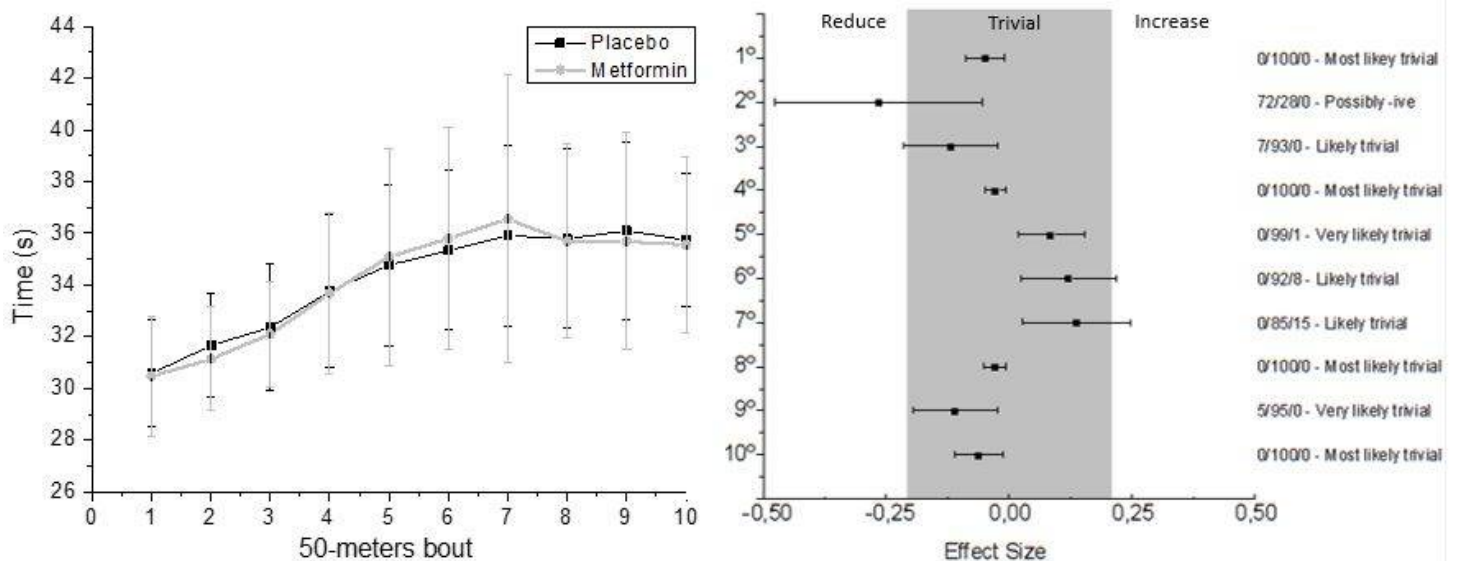 Placebo
Metformin
Time (s)
44
42
40
38
36
34
32
30
28
26
0 1 2 3 4 5 6 7 8 9 10
50-meters bout
Reduce Trivial Increase
1º 0/100/0 - Most likey trivial
2º 72/28/0 - Possibly -ive
3º 7/93/0 - Likely trivial
4º 0/100/0 - Most likely trivial
5º 0/99/1 - Very likely trivial
6º 0/92/8 - Likely trivial
7º 0/85/15 - Likely trivial
8º 0/100/0 - Most likely trivial
9º 5/95/0 - Very likely trivial
10º 0/100/0 - Most likely trivial
-0,50 -0,25 0,00 0,25 0,50
Effect Size